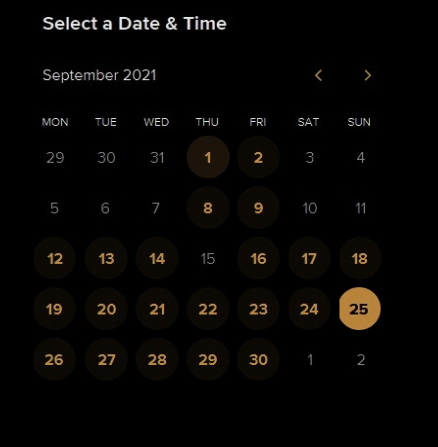 Select a Date & Time
September 2021
MON TUE WED THU FRI SAT SUN
29 30 31 1 2 3 4
5 6 7 8 9 10 11
12 13 14 15 16 17 18
19 20 21 22 23 24 25
26 27 28 29 30 1 2